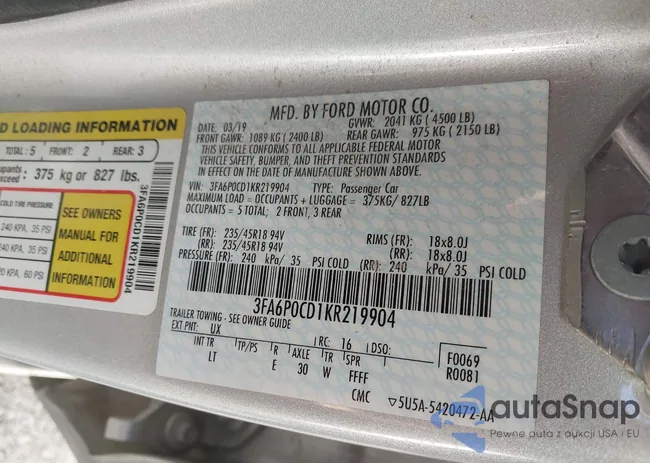 D LOADING INFORMATION
TOTAL: 5 FRONT: 2 REAR: 3
upants
exceed: 375 kg or 827 lbs.
COLD TIRE PRESSURE
240 KPA, 35 PSI
240 KPA, 35 PSI
20 KPA, 60 PSI
SEE OWNERS
MANUAL FOR
ADDITIONAL
INFORMATION
3FA6P0CD1KR219904
MFD. BY FORD MOTOR CO.
DATE: 03/19 GVWR: 2041 KG ( 4500 LB)
FRONT GAWR: 1089 KG ( 2400 LB) REAR GAWR: 975 KG ( 2150 LB)
THIS VEHICLE CONFORMS TO ALL APPLICABLE FEDERAL MOTOR
VEHICLE SAFETY, BUMPER, AND THEFT PREVENTION STANDARDS
IN EFFECT ON THE DATE OF MANUFACTURE SHOWN ABOVE.
VIN: 3FA6P0CD1KR219904 TYPE: Passenger Car
MAXIMUM LOAD = OCCUPANTS + LUGGAGE = 375KG/ 827LB
OCCUPANTS = 5 TOTAL; 2 FRONT, 3 REAR
TIRE (FR): 235/45R18 94V RIMS (FR): 18x8.0J
(RR): 235/45R18 94V (RR): 18x8.0J
PRESSURE (FR): 240 kPa/ 35 PSI COLD (RR): 240 kPa/ 35 PSI COLD
3FA6P0CD1KR219904
TRAILER TOWING - SEE OWNER GUIDE
EXT PNT: UX RC: 16 DSO: F0069
INT TR TP/PS R AXLE TR SPR R0081
LT E 30 W FFFF
CMC 5U5A-5420472-AA
autaSnap
Pewne auta z aukcji USA i EU